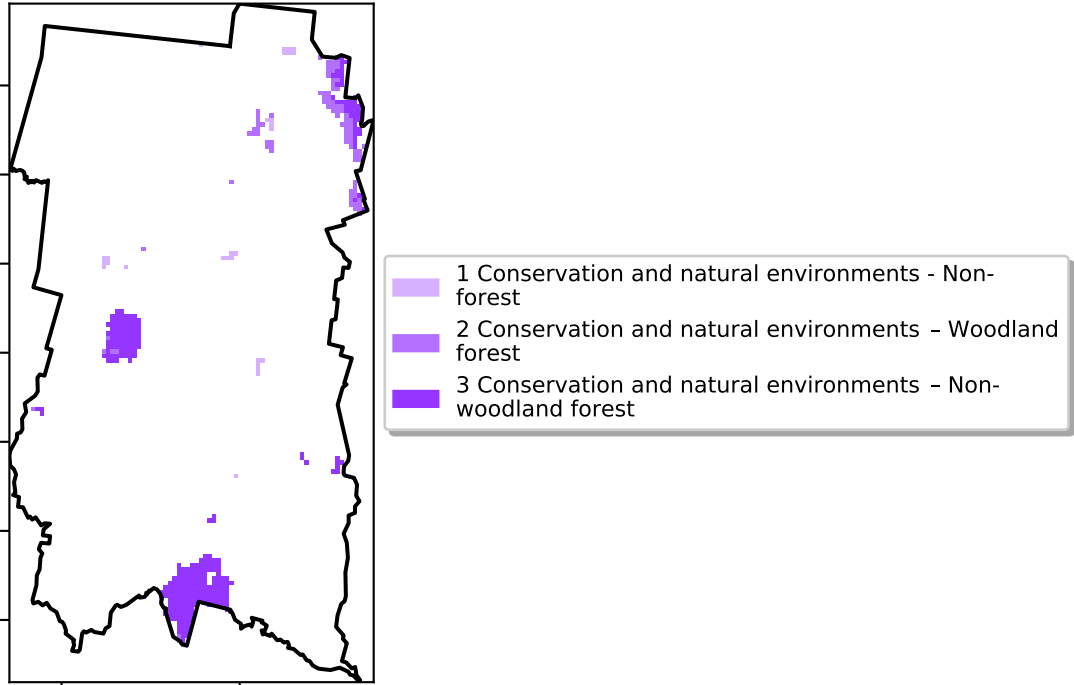 1 Conservation and natural environments - Non-
forest
2 Conservation and natural environments – Woodland
forest
3 Conservation and natural environments – Non-
woodland forest